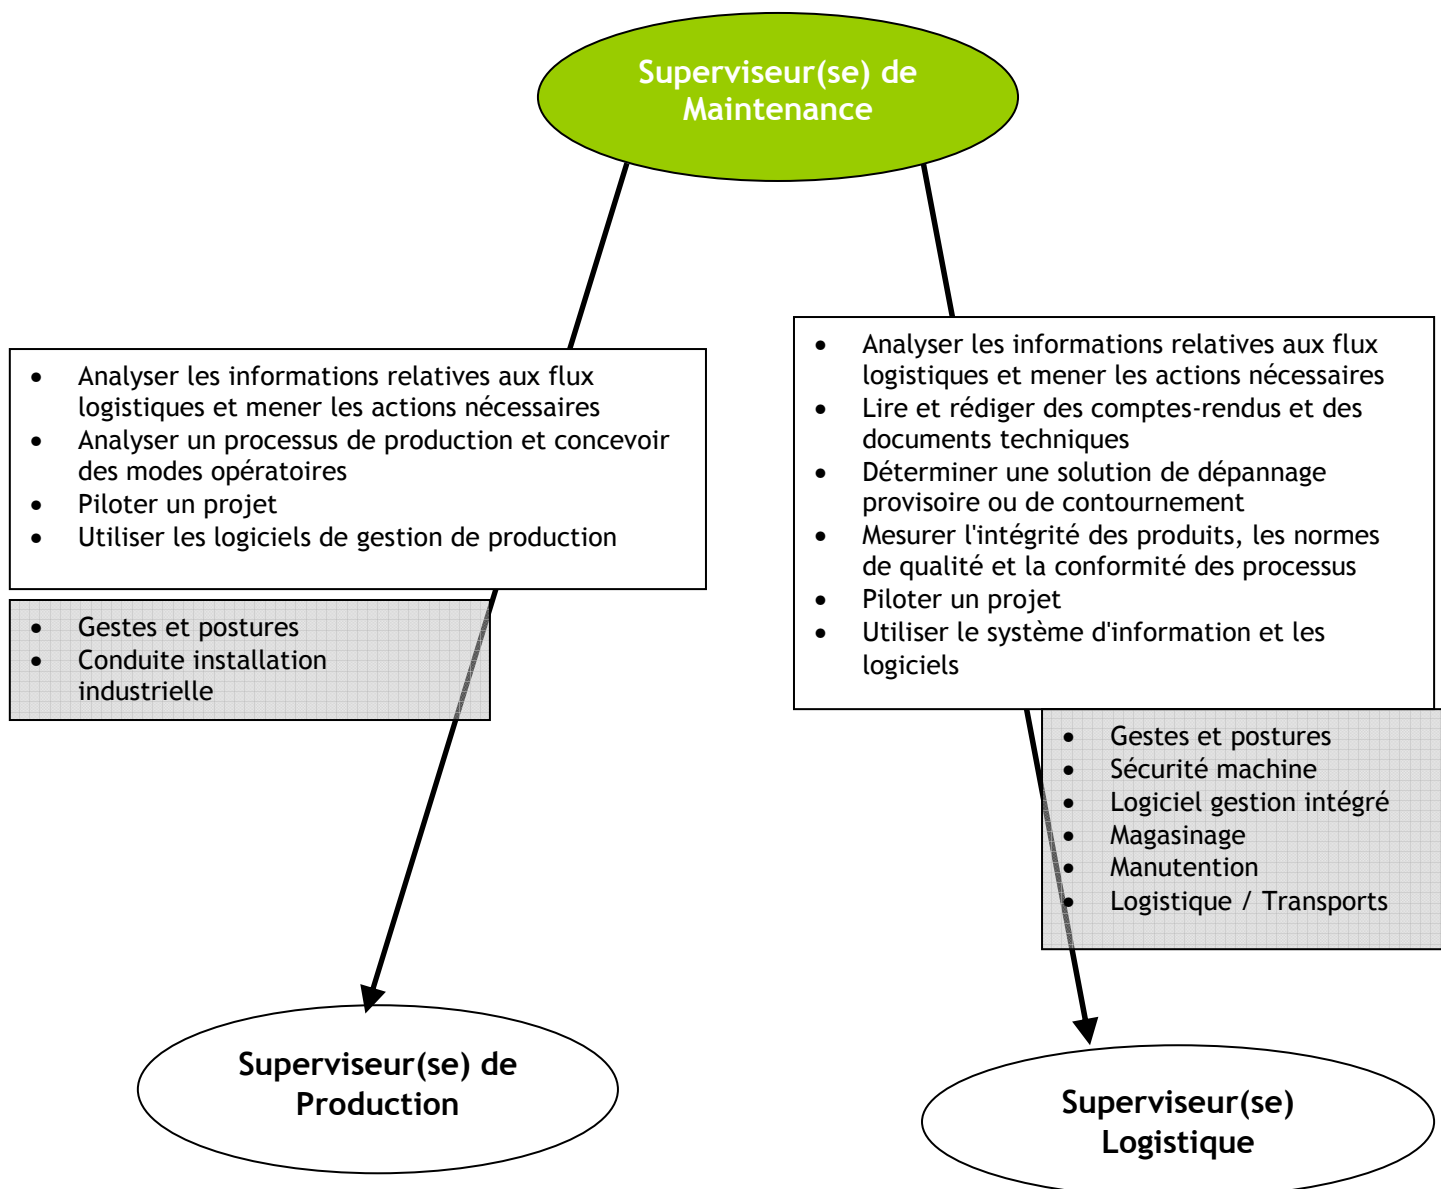 Superviseur(se) de
Maintenance
• Analyser les informations relatives aux flux
logistiques et mener les actions nécessaires
• Analyser un processus de production et concevoir
des modes opératoires
• Piloter un projet
• Utiliser les logiciels de gestion de production
• Gestes et postures
• Conduite installation
industrielle
• Analyser les informations relatives aux flux
logistiques et mener les actions nécessaires
• Lire et rédiger des comptes-rendus et des
documents techniques
• Déterminer une solution de dépannage
provisoire ou de contournement
• Mesurer l'intégrité des produits, les normes
de qualité et la conformité des processus
• Piloter un projet
• Utiliser le système d'information et les
logiciels
• Gestes et postures
• Sécurité machine
• Logiciel gestion intégré
• Magasinage
• Manutention
• Logistique / Transports
Superviseur(se) de
Production
Superviseur(se)
Logistique